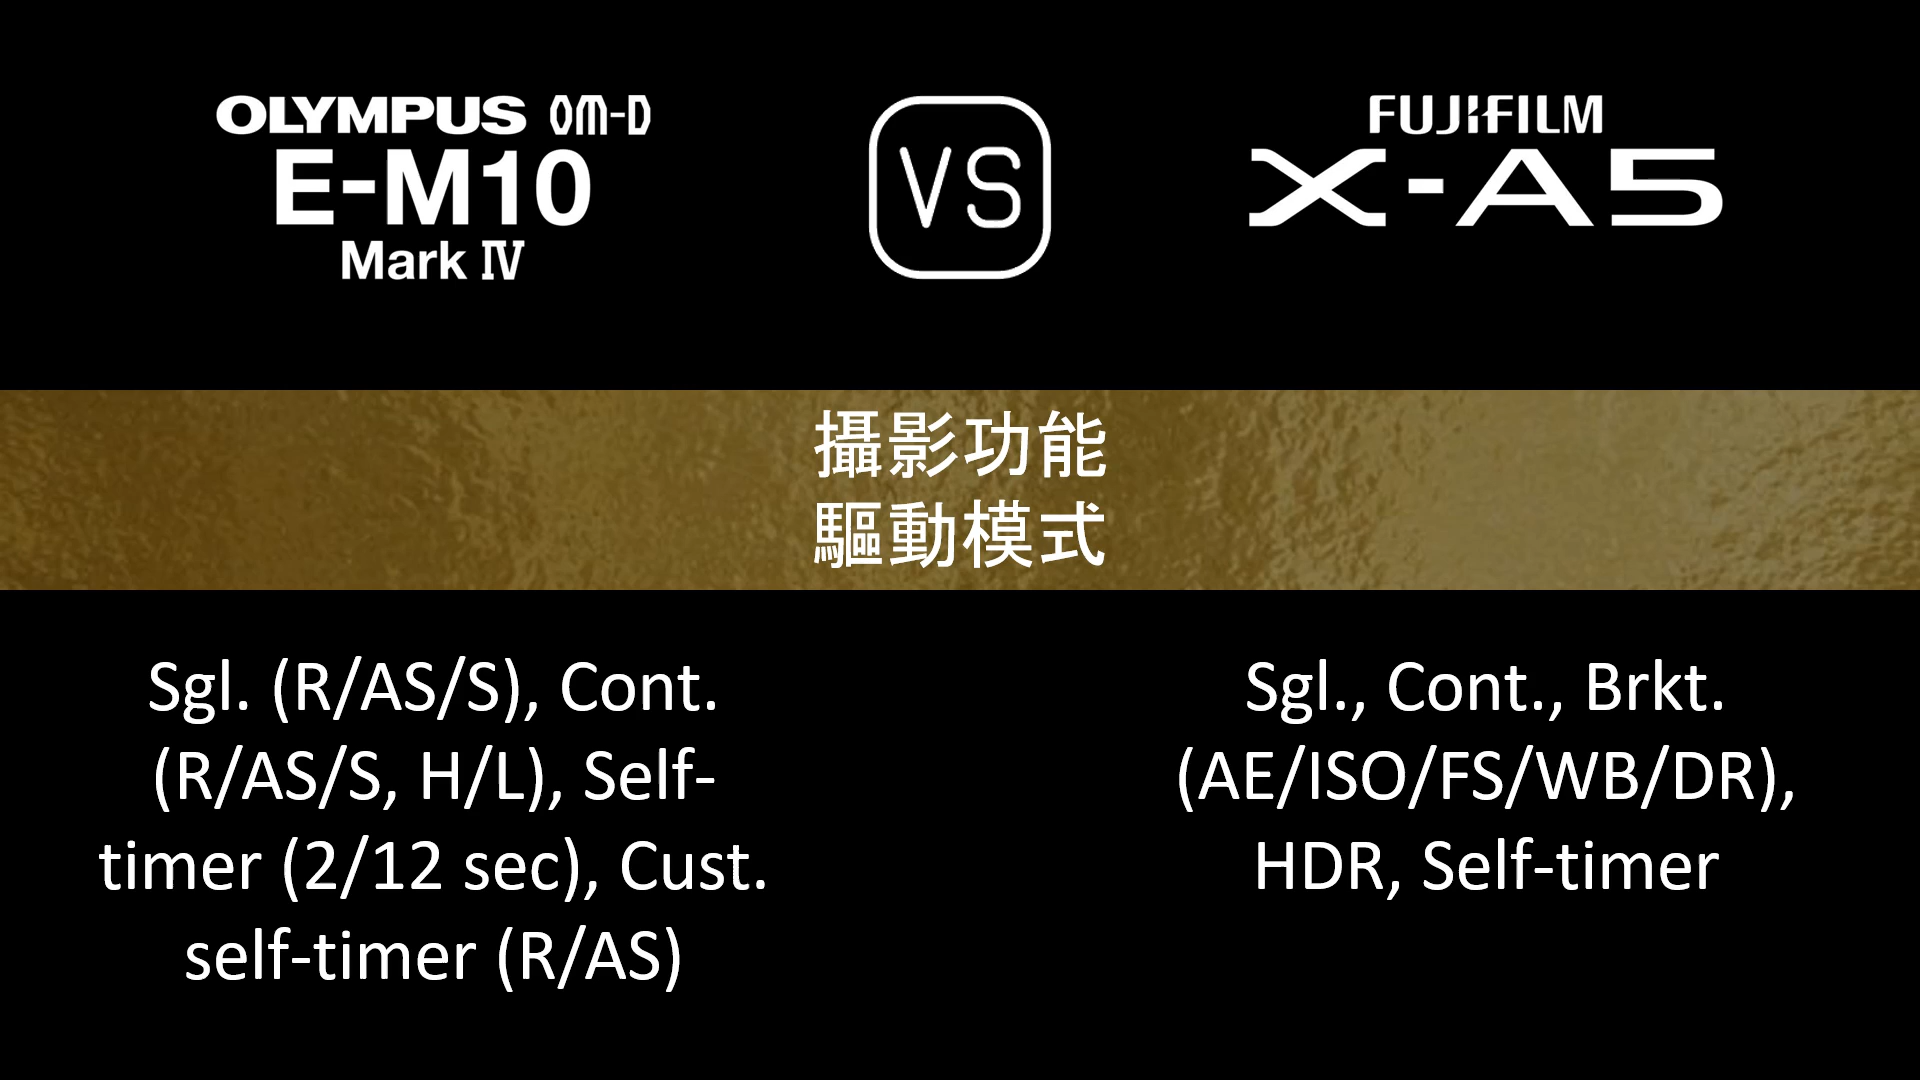 OLYMPUS OM-D
E-M10
Mark IV
VS
FUJIFILM
X-A5
攝影功能
驅動模式
Sgl. (R/AS/S), Cont.
(R/AS/S, H/L), Self-
timer (2/12 sec), Cust.
self-timer (R/AS)
Sgl., Cont., Brkt.
(AE/ISO/FS/WB/DR),
HDR, Self-timer